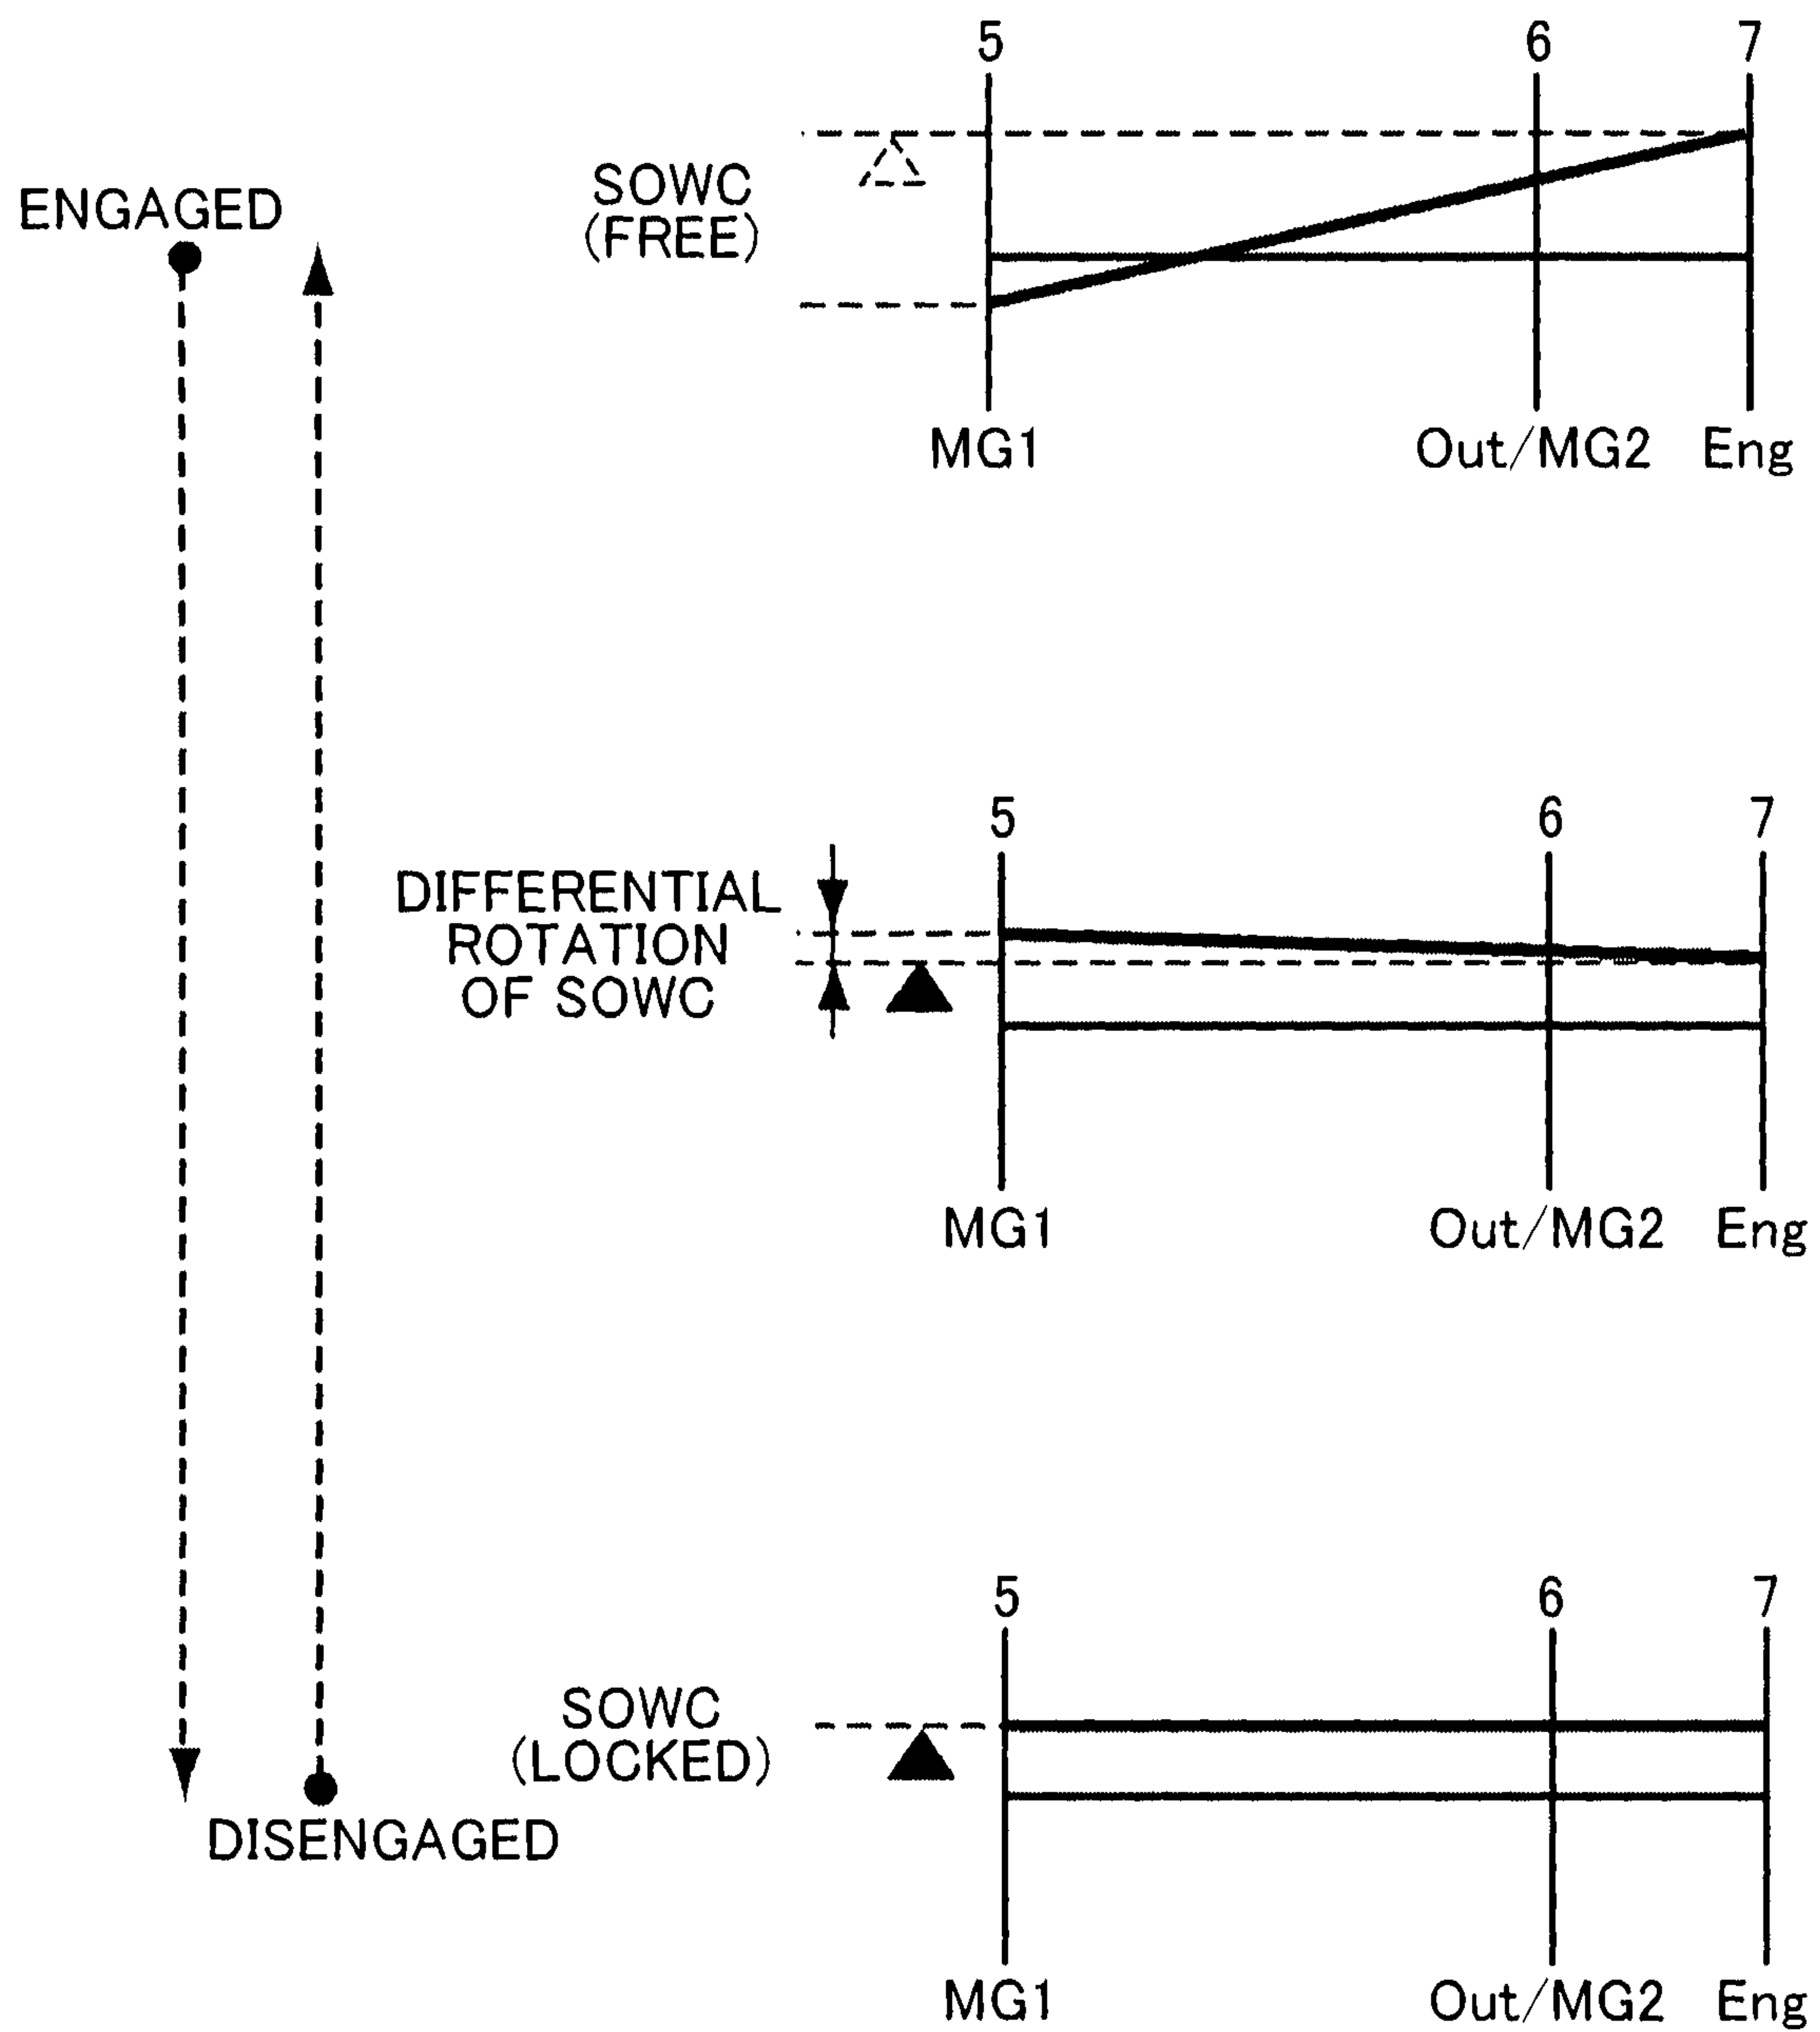 5 6 7
ENGAGED
SOWC
(FREE)
MG1 Out/MG2 Eng
5 6 7
DIFFERENTIAL
ROTATION
OF SOWC
MG1 Out/MG2 Eng
5 6 7
SOWC
(LOCKED)
DISENGAGED
MG1 Out/MG2 Eng